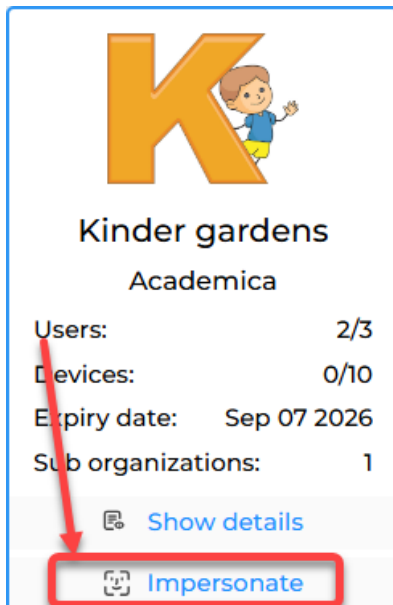 K
Kinder gardens
Academica
Users: 2/3
Devices: 0/10
Expiry date: Sep 07 2026
Sub organizations: 1
Show details
Impersonate